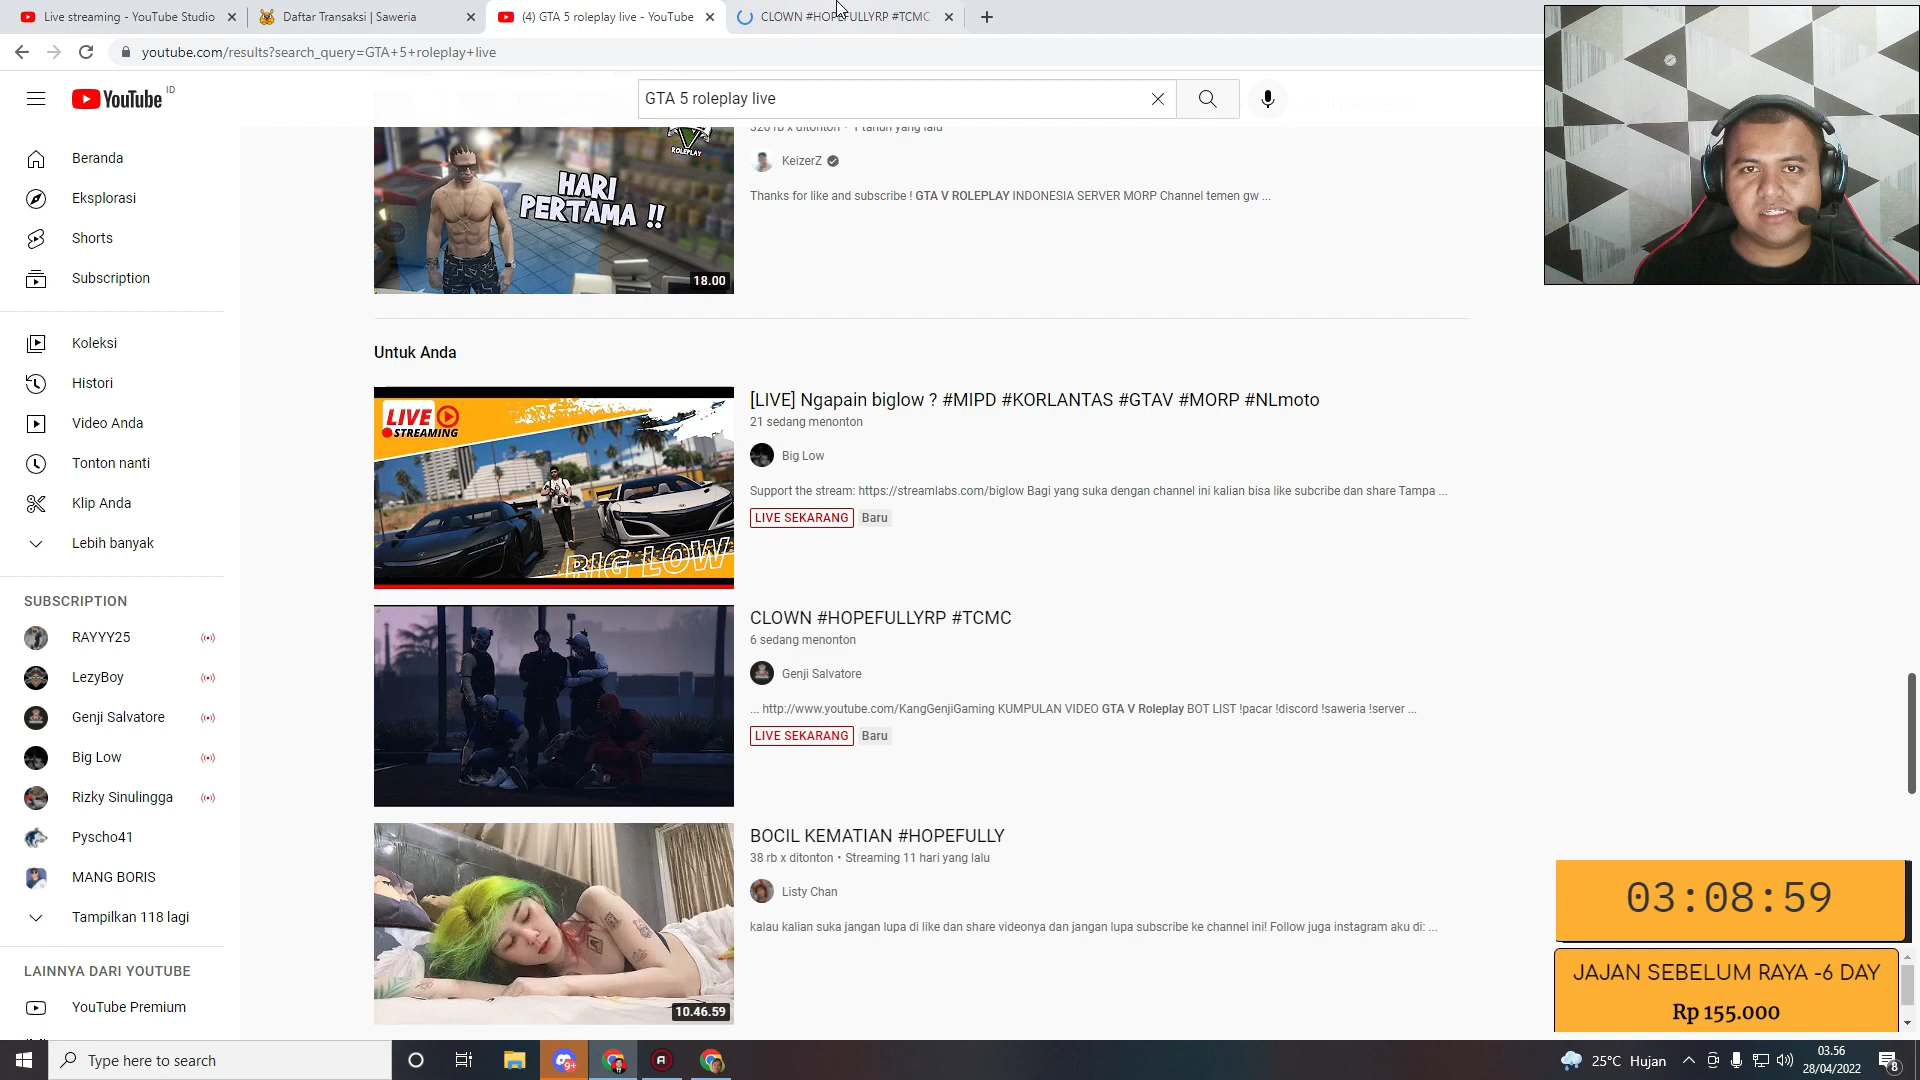 Live streaming - YouTube Studio
Daftar Transaksi | Saweria
(4) GTA 5 roleplay live - YouTube
CLOWN #HOPEFULLYRP #TCMC
youtube.com/results?search_query=GTA+5+roleplay+live
YouTube ID
GTA 5 roleplay live
Beranda
Eksplorasi
Shorts
Subscription
Koleksi
Histori
Video Anda
Tonton nanti
Klip Anda
Lebih banyak
SUBSCRIPTION
RAYYY25
LezyBoy
Genji Salvatore
Big Low
Rizky Sinulingga
Pyscho41
MANG BORIS
Tampilkan 118 lagi
LAINNYA DARI YOUTUBE
YouTube Premium
ROLEPLAY
HARI
PERTAMA !!
18.00
x ditonton • 1 tahun yang lalu
KeizerZ
Thanks for like and subscribe ! GTA V ROLEPLAY INDONESIA SERVER MORP Channel temen gw ...
Untuk Anda
LIVE
STREAMING
BIG LOW
[LIVE] Ngapain biglow ? #MIPD #KORLANTAS #GTAV #MORP #NLmoto
21 sedang menonton
Big Low
Support the stream: https://streamlabs.com/biglow Bagi yang suka dengan channel ini kalian bisa like subcribe dan share Tampa ...
LIVE SEKARANG Baru
CLOWN #HOPEFULLYRP #TCMC
6 sedang menonton
Genji Salvatore
... http://www.youtube.com/KangGenjiGaming KUMPULAN VIDEO GTA V Roleplay BOT LIST !pacar !discord !saweria !server ...
LIVE SEKARANG Baru
10.46.59
BOCIL KEMATIAN #HOPEFULLY
38 rb x ditonton • Streaming 11 hari yang lalu
Listy Chan
kalau kalian suka jangan lupa di like dan share videonya dan jangan lupa subscribe ke channel ini! Follow juga instagram aku di: ...
03:08:59
JAJAN SEBELUM RAYA -6 DAY
Rp 155.000
Type here to search
9+
25°C Hujan
03.56
28/04/2022
8